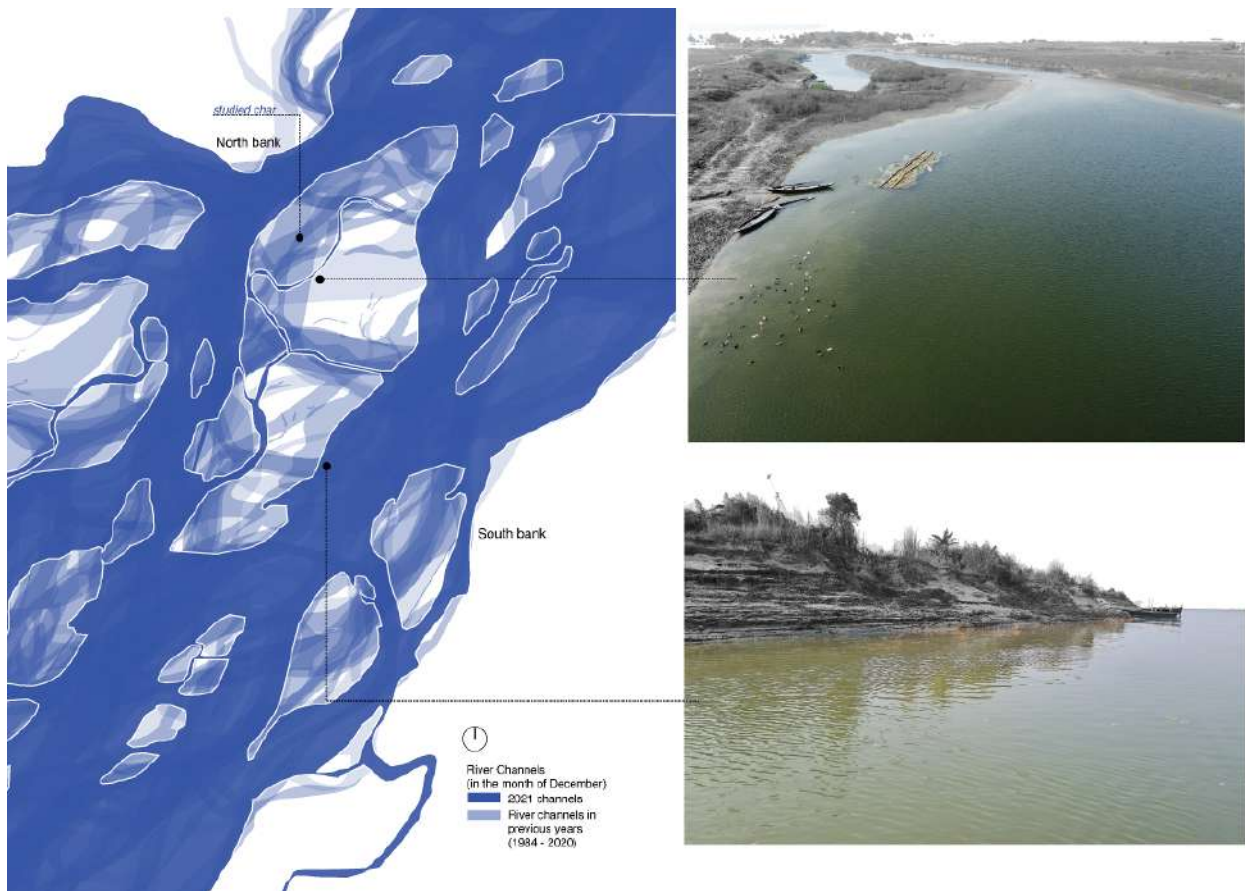 studied char
North bank
South bank
River Channels
(in the month of December)
2021 channels
River channels in
previous years
(1984 - 2020)